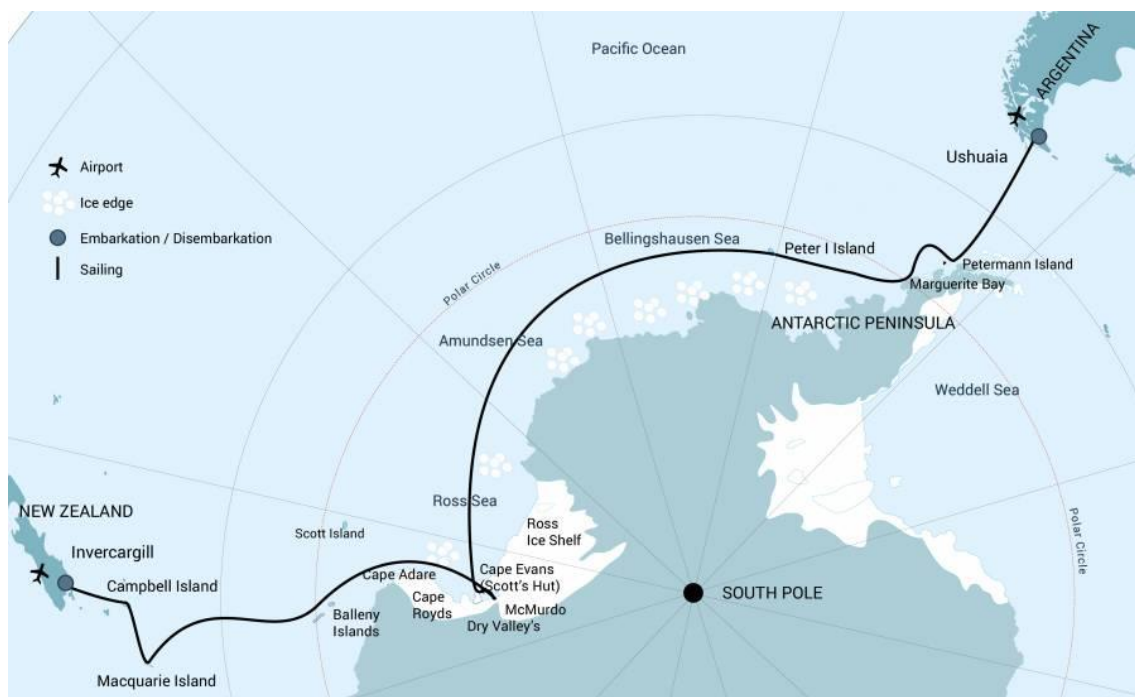 Pacific Ocean
ARGENTINA
Ushuaia
Airport
Ice edge
Embarkation / Disembarkation
Sailing
Bellingshausen Sea
Peter I Island
Petermann Island
Marguerite Bay
Polar Circle
ANTARCTIC PENINSULA
Amundsen Sea
Weddell Sea
Ross Sea
NEW ZEALAND
Scott Island
Ross
Ice Shelf
Invercargill
Campbell Island
Cape Adare
Cape Evans
(Scott's Hut)
Cape
Royds
McMurdo
Dry Valley's
Balleny
Islands
SOUTH POLE
Polar Circle
Macquarie Island